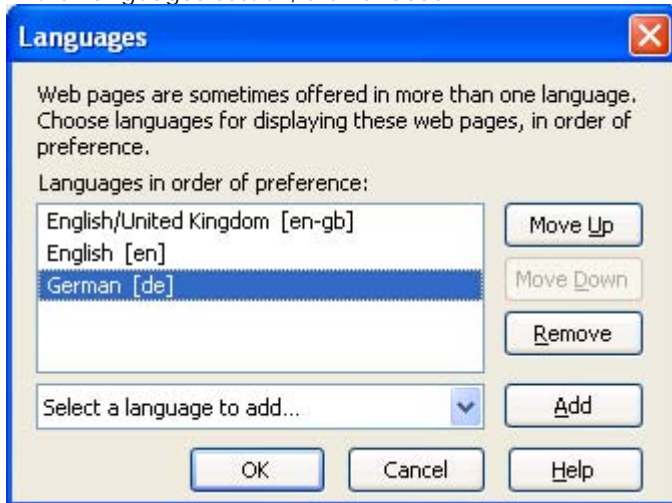 Languages
Web pages are sometimes offered in more than one language.
Choose languages for displaying these web pages, in order of
preference.
Languages in order of preference:
English/United Kingdom [en-gb]
English [en]
German [de]
Move Up
Move Down
Remove
Select a language to add...
Add
OK
Cancel
Help